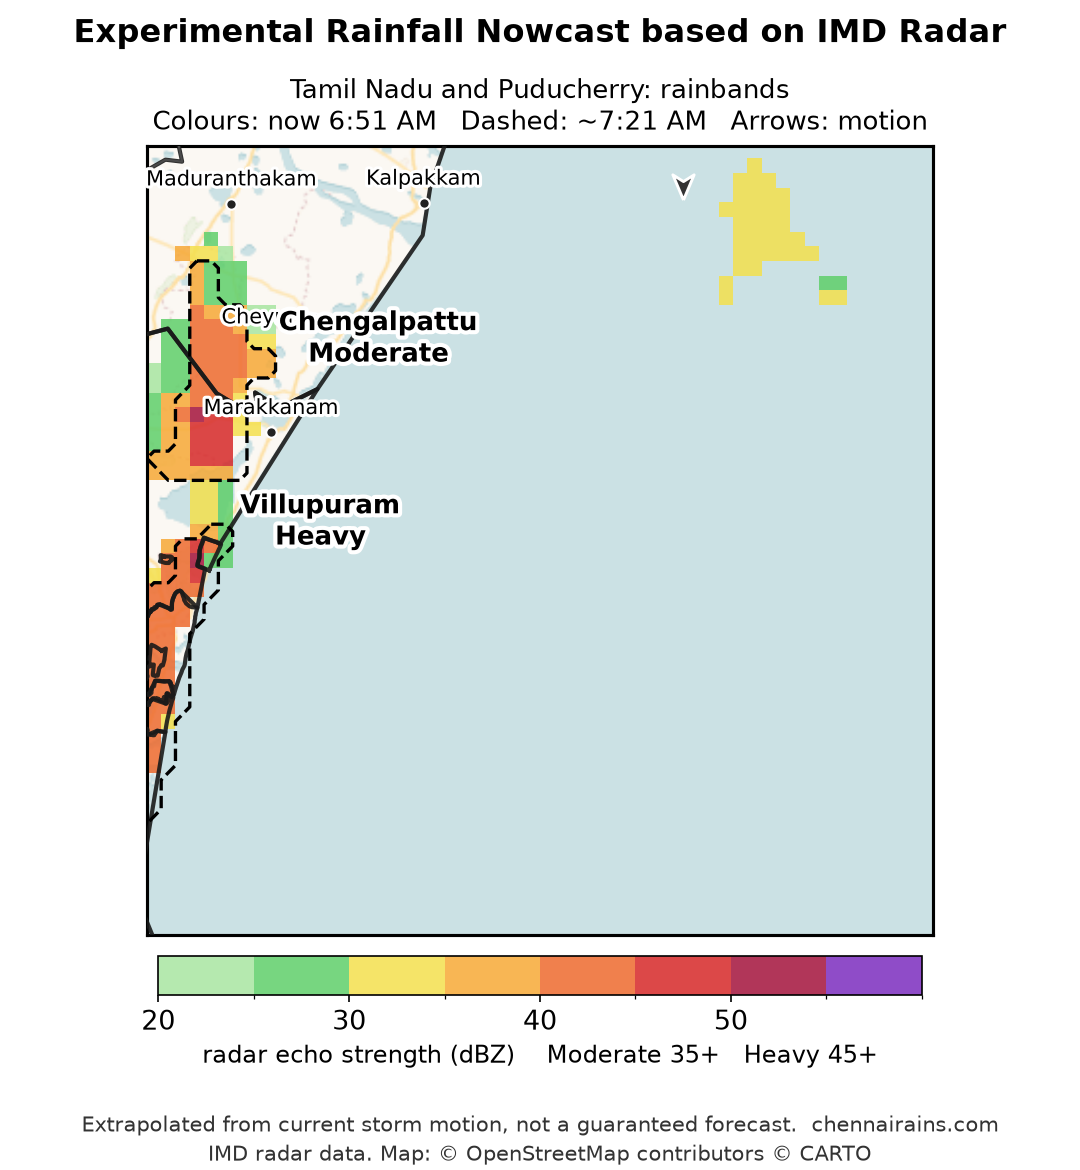 Experimental Rainfall Nowcast based on IMD Radar
Tamil Nadu and Puducherry: rainbands
Colours: now 6:51 AM   Dashed: ~7:21 AM   Arrows: motion
Maduranthakam
Kalpakkam
Chengalpattu
Moderate
Marakkanam
Villupuram
Heavy
20 30 40 50
radar echo strength (dBZ)    Moderate 35+   Heavy 45+
Extrapolated from current storm motion, not a guaranteed forecast.  chennairains.com
IMD radar data. Map: © OpenStreetMap contributors © CARTO